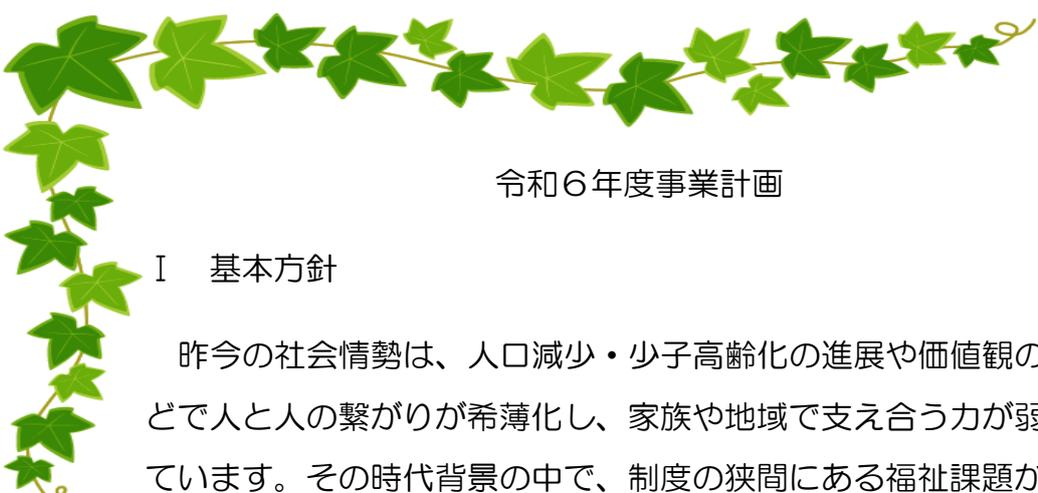 令和６年度事業計画
Ⅰ　基本方針
昨今の社会情勢は、人口減少・少子高齢化の進展や価値観の
どで人と人の繋がりが希薄化し、家族や地域で支え合う力が弱
ています。その時代背景の中で、制度の狭間にある福祉課題が